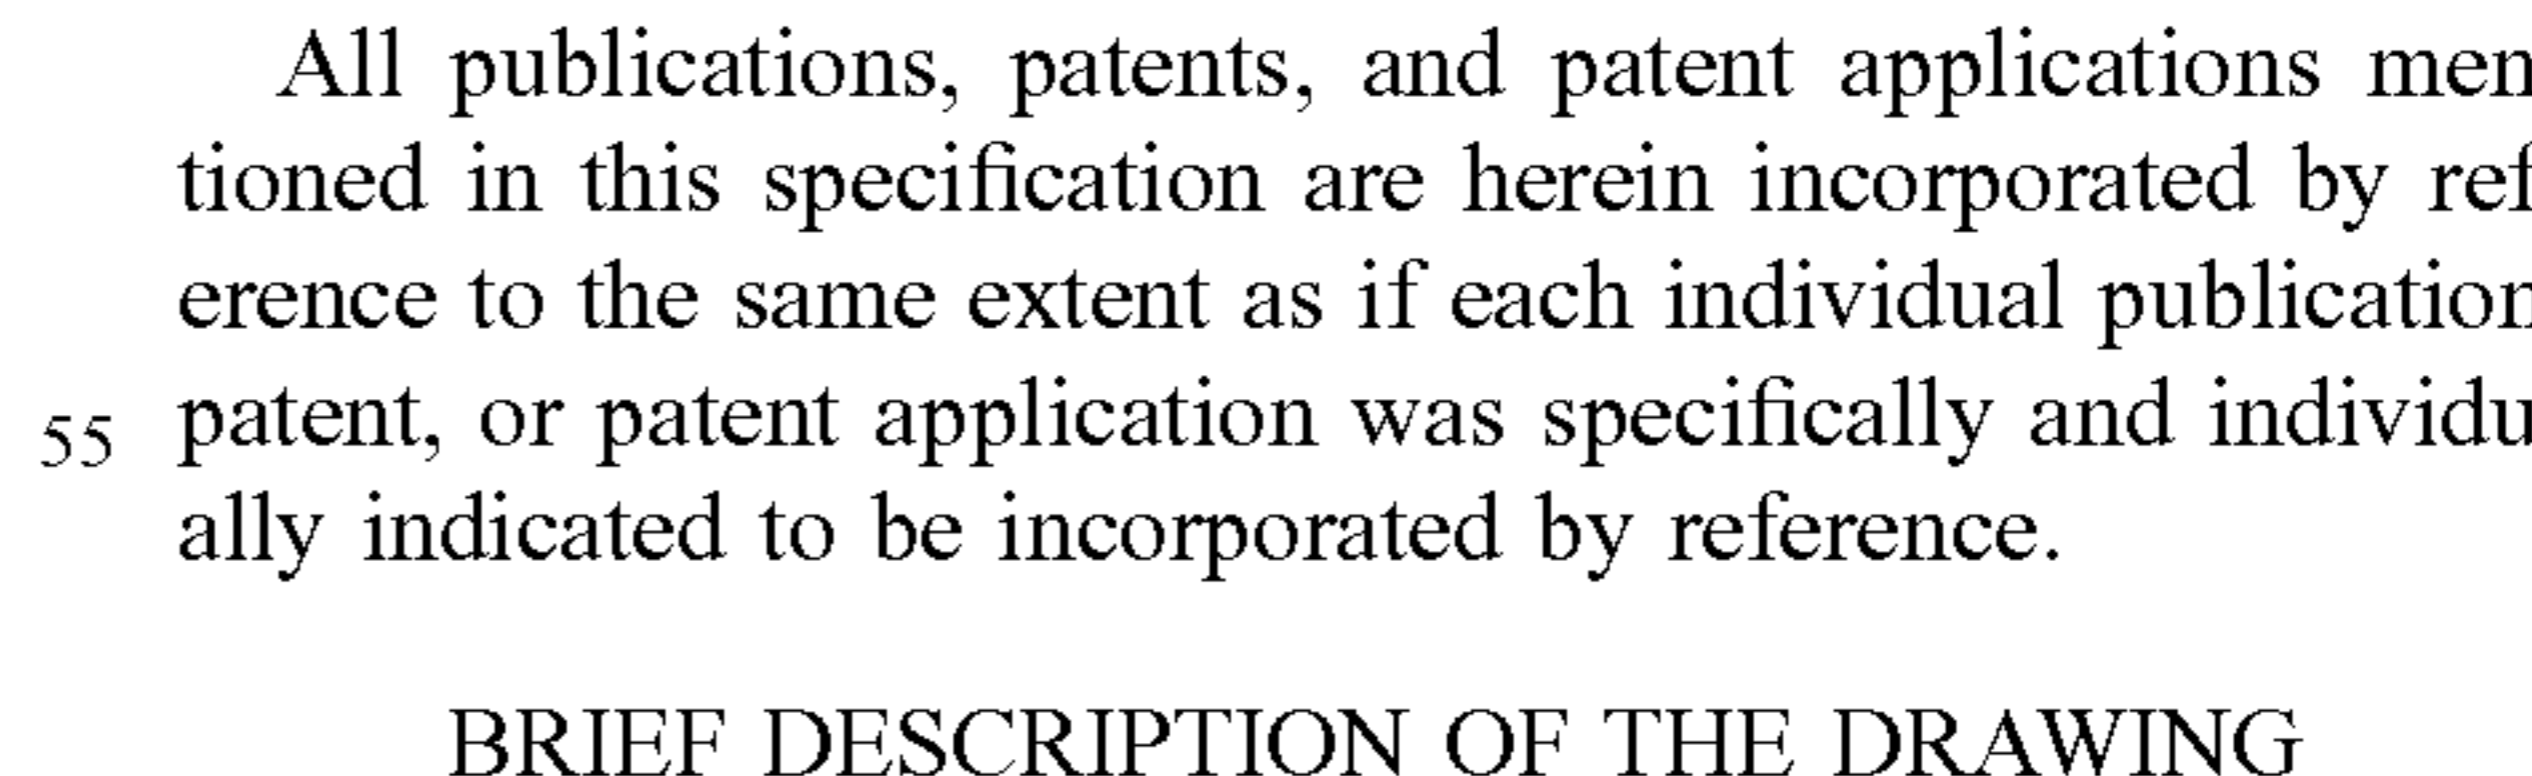 All publications, patents, and patent applications men
tioned in this specification are herein incorporated by ref
erence to the same extent as if each individual publication
55 patent, or patent application was specifically and individu
ally indicated to be incorporated by reference.
BRIEF DESCRIPTION OF THE DRAWING